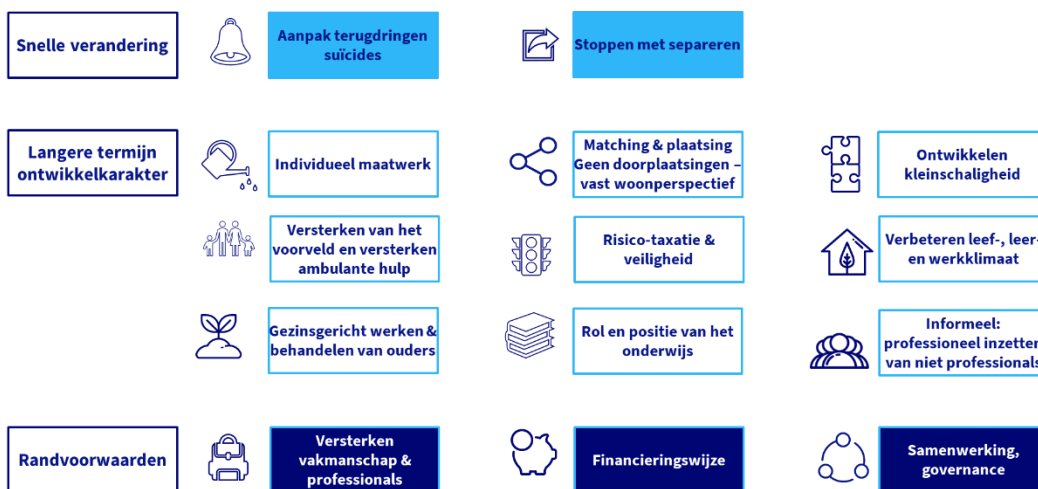 Snelle verandering
Aanpak terugdringen
suïcides
Stoppen met separeren
Langere termijn
ontwikkelkarakter
Individueel maatwerk
Matching & plaatsing
Geen doorplaatsingen –
vast woonperspectief
Ontwikkelen
kleinschaligheid
Versterken van het
voorveld en versterken
ambulante hulp
Risico-taxatie &
veiligheid
Verbeteren leef-, leer-
en werkklimaat
Gezinsgericht werken &
behandelen van ouders
Rol en positie van het
onderwijs
Informeel:
professioneel inzetten
van niet professionals
Randvoorwaarden
Versterken
vakmanschap &
professionals
Financieringswijze
Samenwerking,
governance